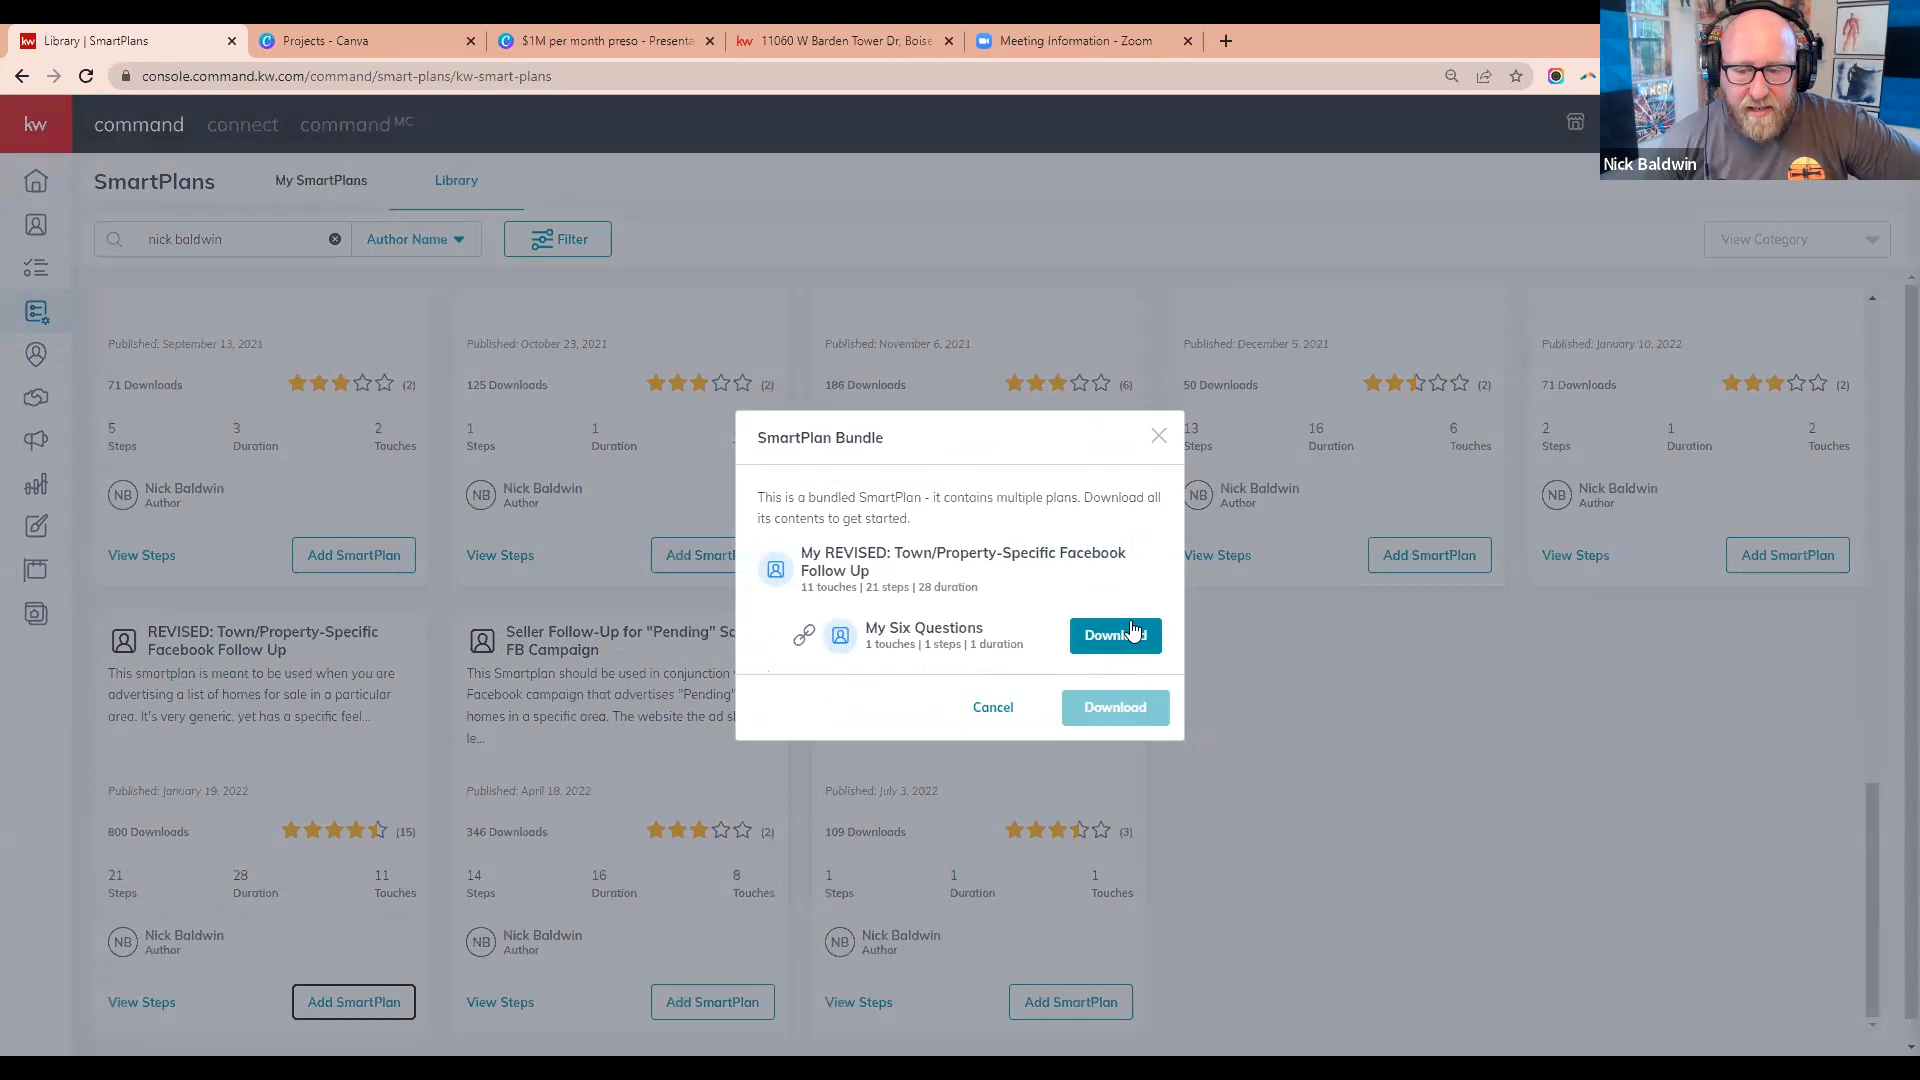 Library | SmartPlans
Projects - Canva
$1M per month preso - Presenta
kw 11060 W Barden Tower Dr, Boise
Meeting Information - Zoom
console.command.kw.com/command/smart-plans/kw-smart-plans
kw command connect command MC
Nick Baldwin
SmartPlans My SmartPlans Library
nick baldwin Author Name Filter View Category
Published: September 13, 2021
71 Downloads (2)
5 3 2
Steps Duration Touches
NB Nick Baldwin
Author
View Steps Add SmartPlan
Published: October 23, 2021
125 Downloads (2)
1 1
Steps Duration
NB Nick Baldwin
Author
View Steps Add Smart
Published: November 6, 2021
186 Downloads (6)
Published: December 5, 2021
50 Downloads (2)
13 16 6
Steps Duration Touches
NB Nick Baldwin
Author
View Steps Add SmartPlan
Published: January 10, 2022
71 Downloads (2)
2 1 2
Steps Duration Touches
NB Nick Baldwin
Author
View Steps Add SmartPlan
SmartPlan Bundle
This is a bundled SmartPlan - it contains multiple plans. Download all
its contents to get started.
My REVISED: Town/Property-Specific Facebook
Follow Up
11 touches | 21 steps | 28 duration
My Six Questions
1 touches | 1 steps | 1 duration
Download
Cancel Download
REVISED: Town/Property-Specific
Facebook Follow Up
This smartplan is meant to be used when you are
advertising a list of homes for sale in a particular
area. It's very generic, yet has a specific feel...
Published: January 19, 2022
800 Downloads (15)
21 28 11
Steps Duration Touches
NB Nick Baldwin
Author
View Steps Add SmartPlan
Seller Follow-Up for "Pending" Sc
FB Campaign
This Smartplan should be used in conjunction
Facebook campaign that advertises "Pending"
homes in a specific area. The website the ad s
le...
Published: April 18, 2022
346 Downloads (2)
14 16 8
Steps Duration Touches
NB Nick Baldwin
Author
View Steps Add SmartPlan
Published: July 3, 2022
109 Downloads (3)
1 1 1
Steps Duration Touches
NB Nick Baldwin
Author
View Steps Add SmartPlan